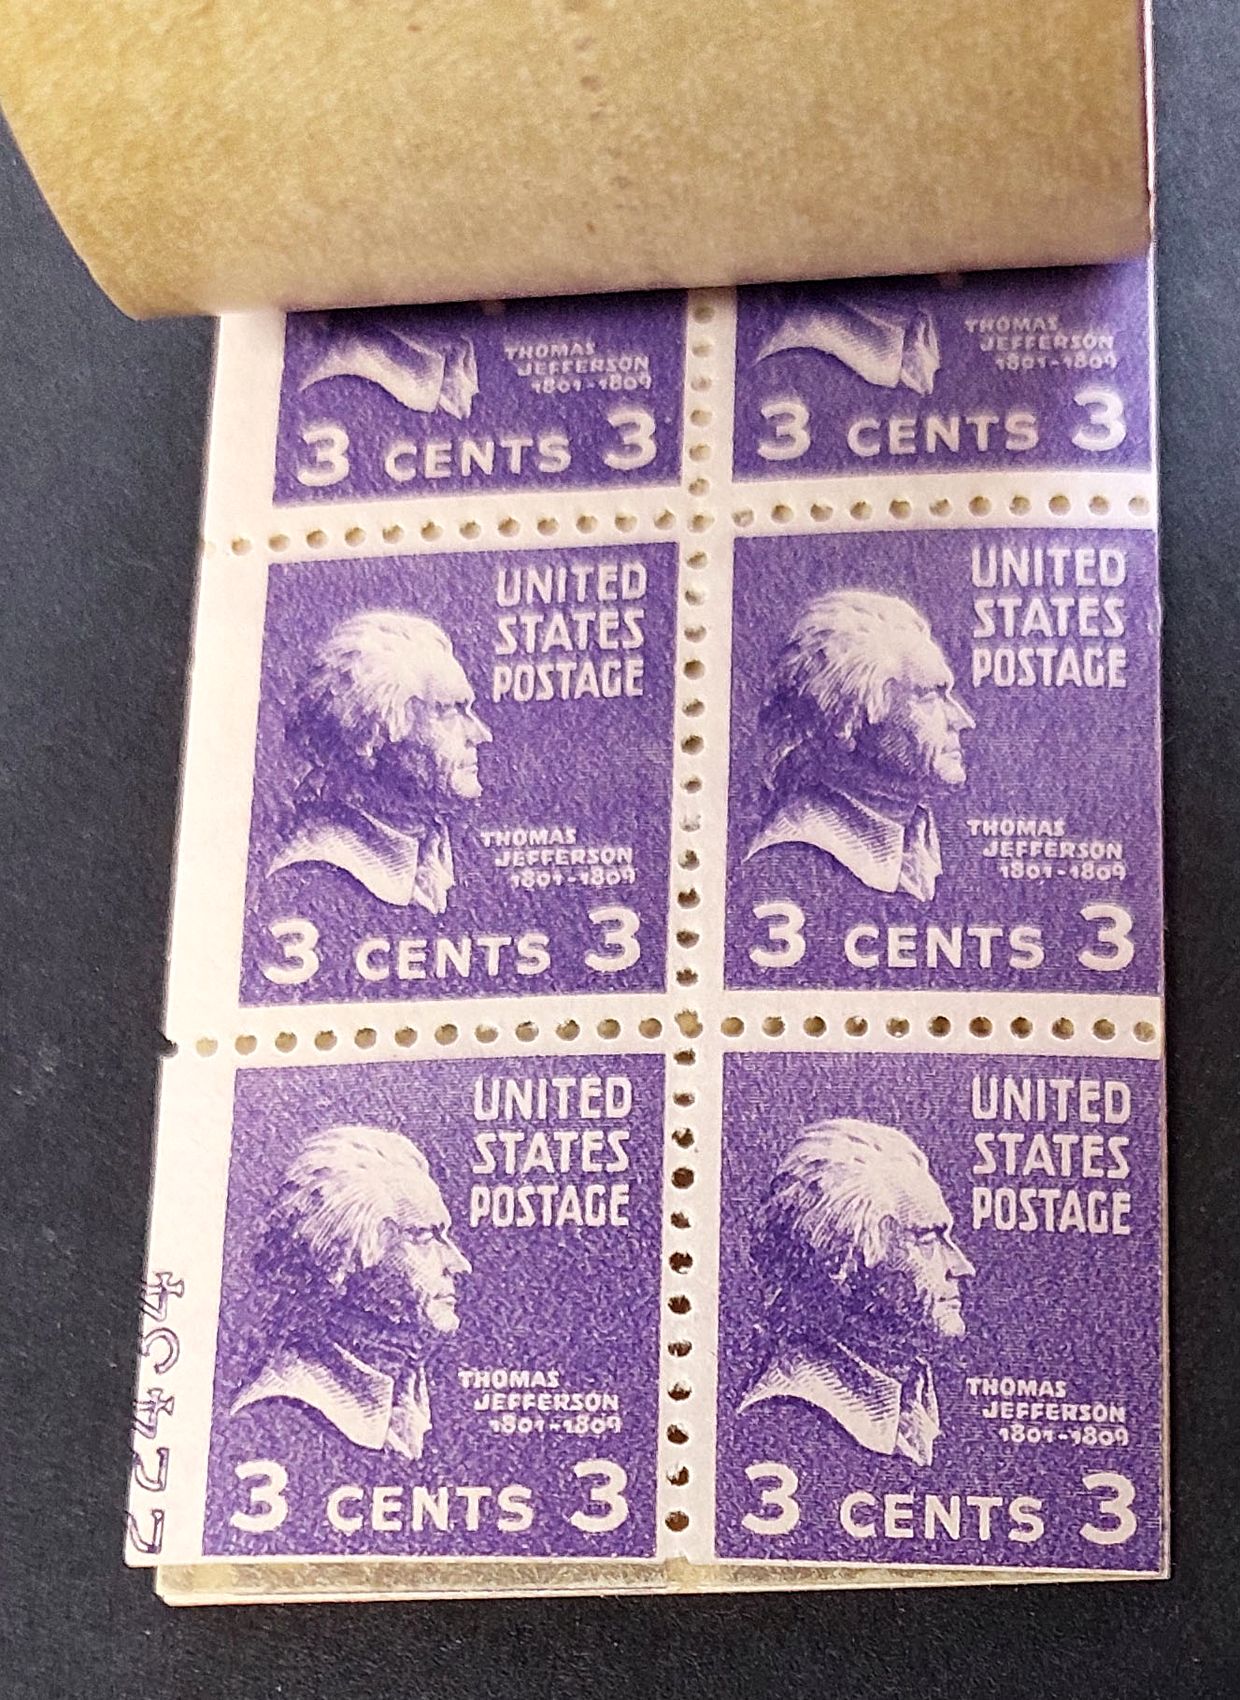 THOMAS
JEFFERSON
1801-1809
3 CENTS 3
THOMAS
JEFFERSON
1801-1809
3 CENTS 3
UNITED
STATES
POSTAGE
THOMAS
JEFFERSON
1801-1809
3 CENTS 3
UNITED
STATES
POSTAGE
THOMAS
JEFFERSON
1801-1809
3 CENTS 3
UNITED
STATES
POSTAGE
THOMAS
JEFFERSON
1801-1809
3 CENTS 3
UNITED
STATES
POSTAGE
THOMAS
JEFFERSON
1801-1809
3 CENTS 3